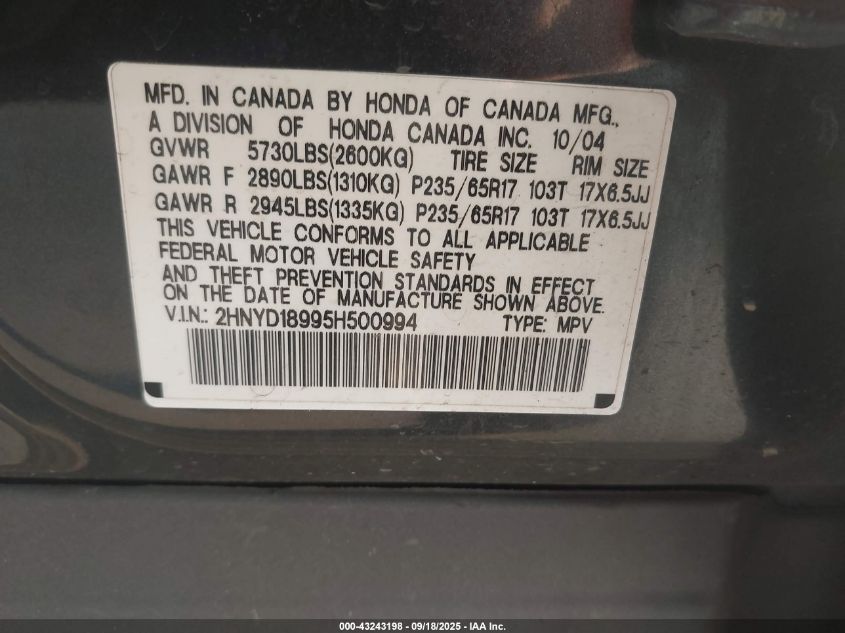 MFD. IN CANADA BY HONDA OF CANADA MFG.,
A DIVISION OF HONDA CANADA INC. 10/04
GVWR 5730LBS(2600KG) TIRE SIZE RIM SIZE
GAWR F 2890LBS(1310KG) P235/65R17 103T 17X6.5JJ
GAWR R 2945LBS(1335KG) P235/65R17 103T 17X6.5JJ
THIS VEHICLE CONFORMS TO ALL APPLICABLE
FEDERAL MOTOR VEHICLE SAFETY
AND THEFT PREVENTION STANDARDS IN EFFECT
ON THE DATE OF MANUFACTURE SHOWN ABOVE.
V.I.N.: 2HNYD18995H500994 TYPE: MPV
000-43243198 - 09/18/2025 - IAA Inc.